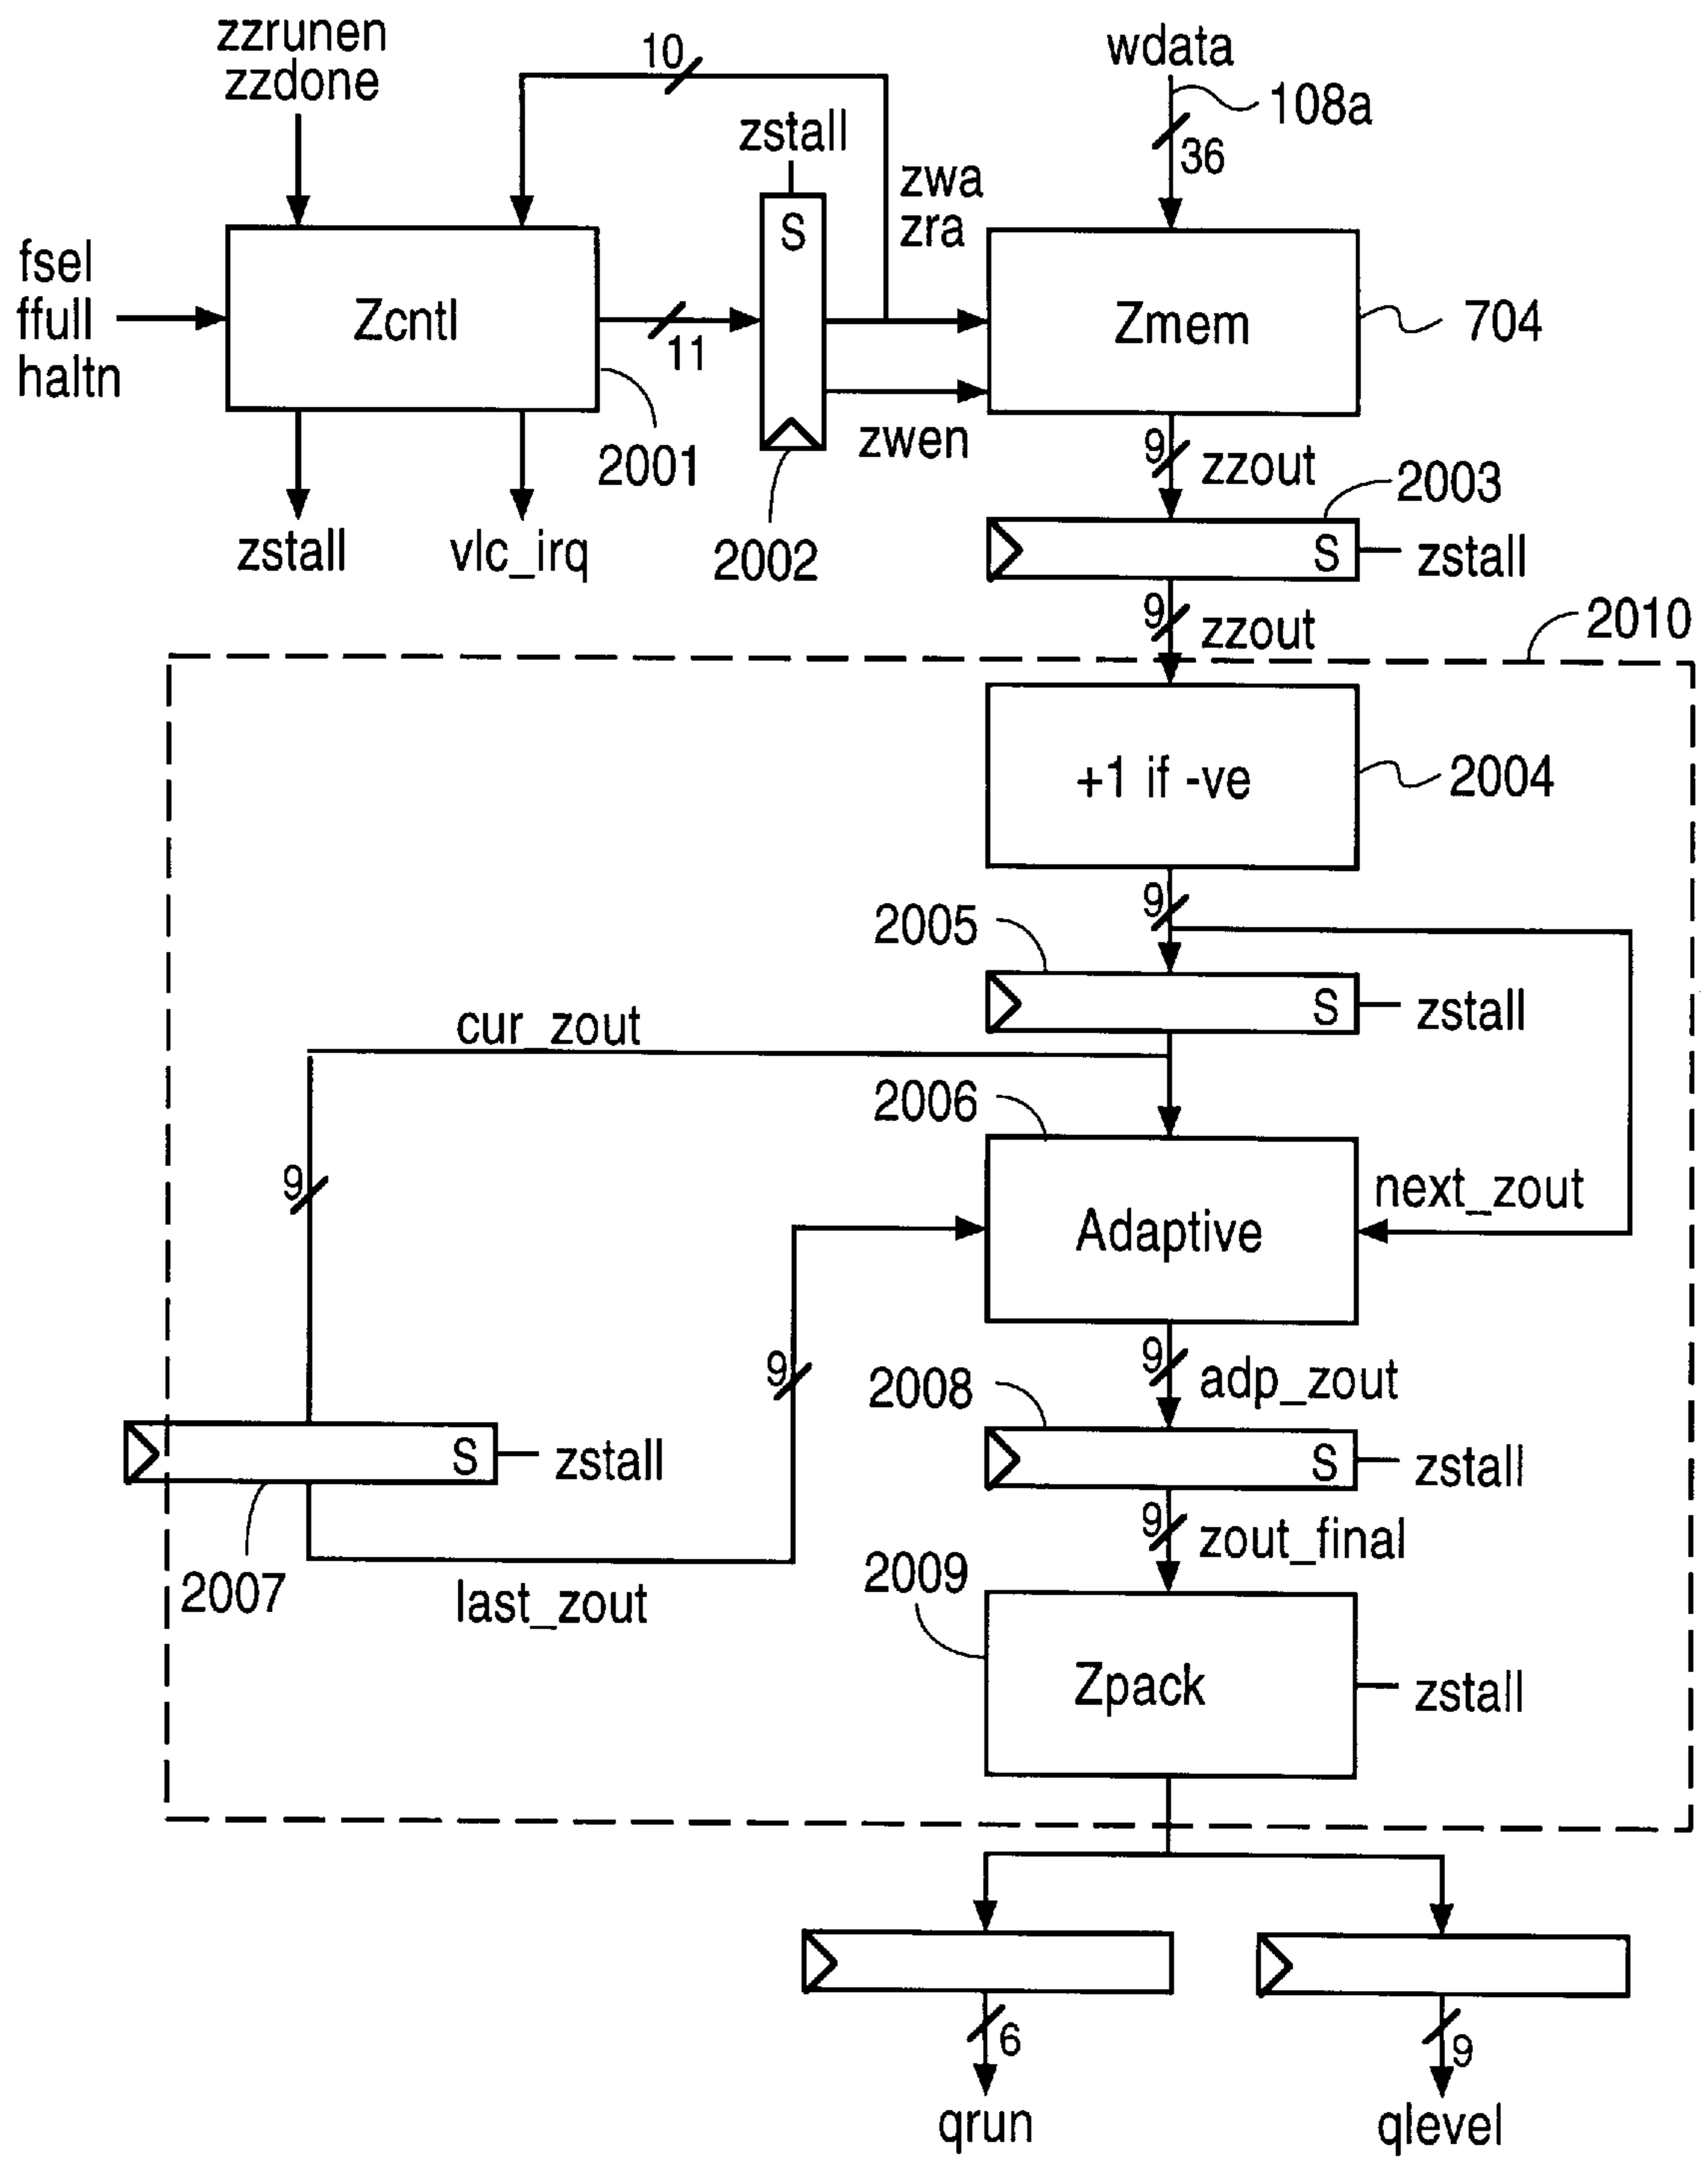 zzrunen
zzdone
10
wdata
108a
36
zstall
zwa
zra
S
fsel
ffull
haltn
Zcntl
11
Zmem
704
2001
zwen
9
zzout
2003
zstall
vlc_irq
2002
S
zstall
9
zzout
2010
+1 if -ve
2004
9
2005
S
zstall
cur_zout
2006
9
next_zout
Adaptive
9
9
adp_zout
2008
S
zstall
S
zstall
9
zout_final
2007
last_zout
2009
Zpack
zstall
6
9
qrun
qlevel